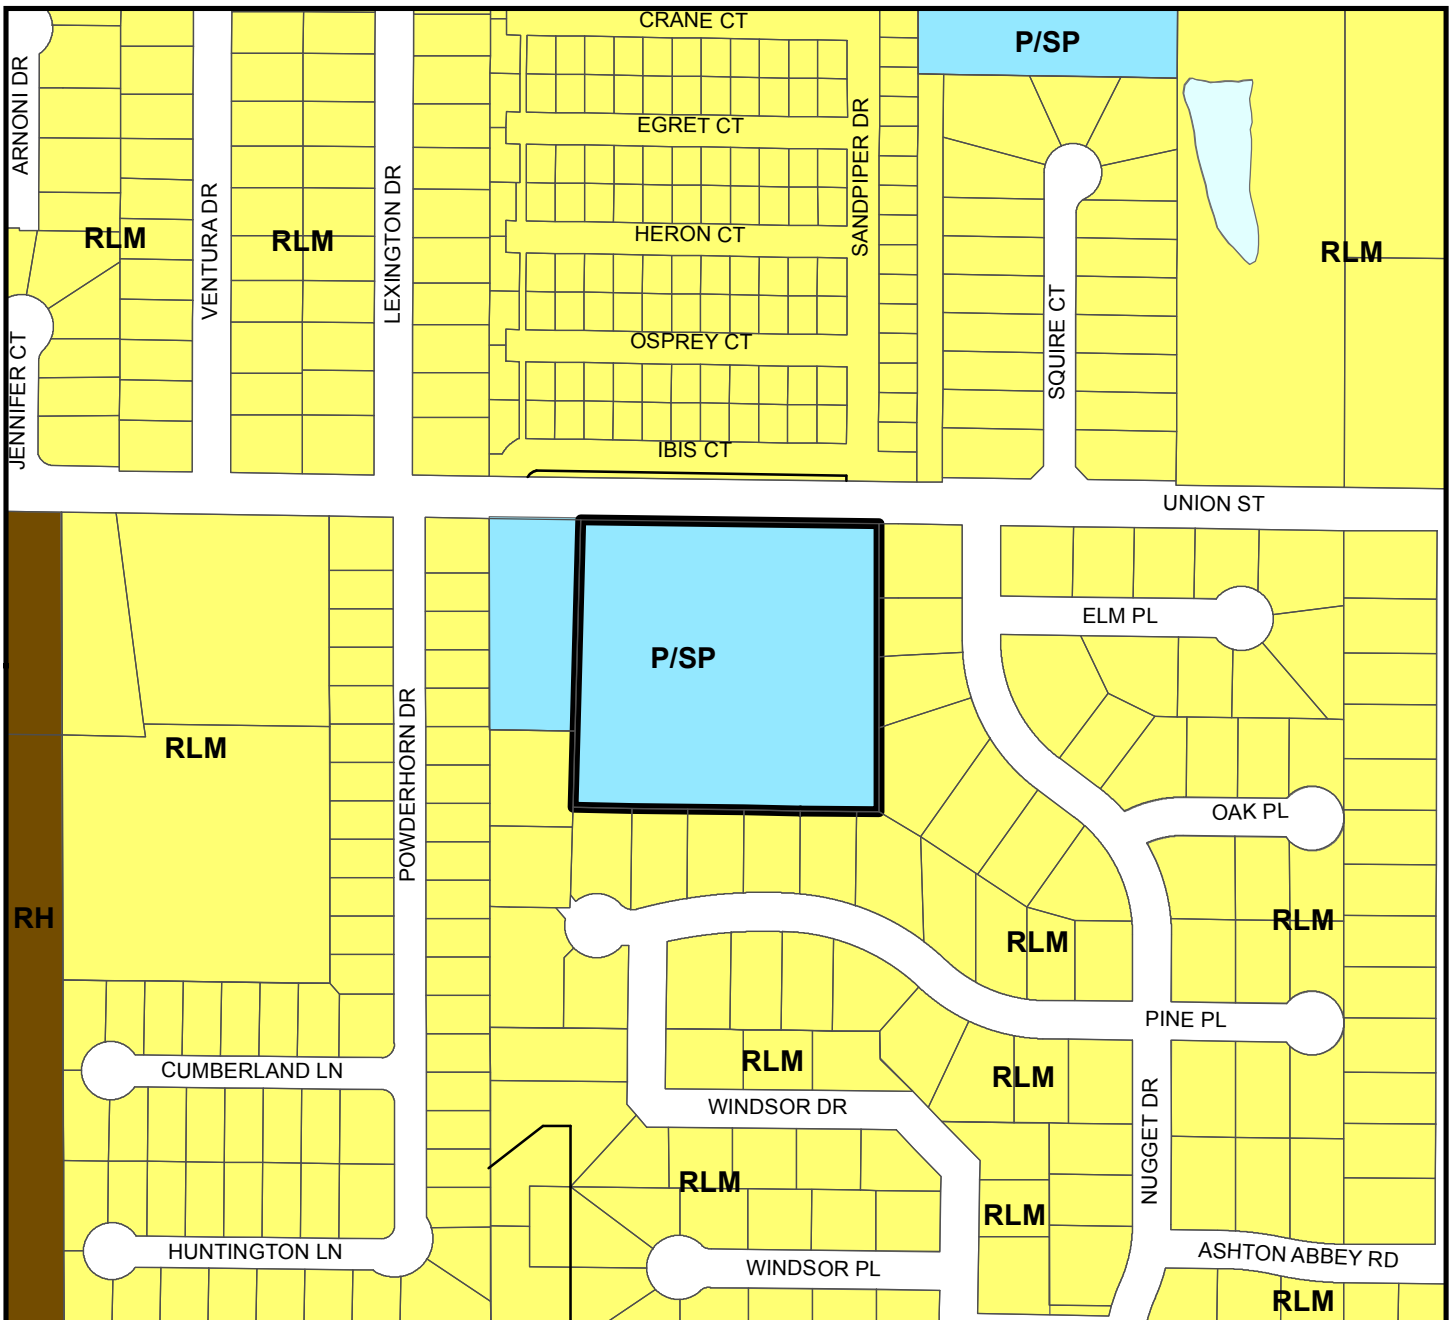 CRANE CT
P/SP
ARNONI DR
EGRET CT
SANDPIPER DR
VENTURA DR
LEXINGTON DR
RLM
RLM
HERON CT
RLM
SQUIRE CT
OSPREY CT
JENNIFER CT
IBIS CT
UNION ST
ELM PL
P/SP
RLM
POWDERHORN DR
OAK PL
RH
RLM
RLM
PINE PL
CUMBERLAND LN
RLM
RLM
WINDSOR DR
NUGGET DR
RLM
RLM
HUNTINGTON LN
WINDSOR PL
ASHTON ABBEY RD
RLM